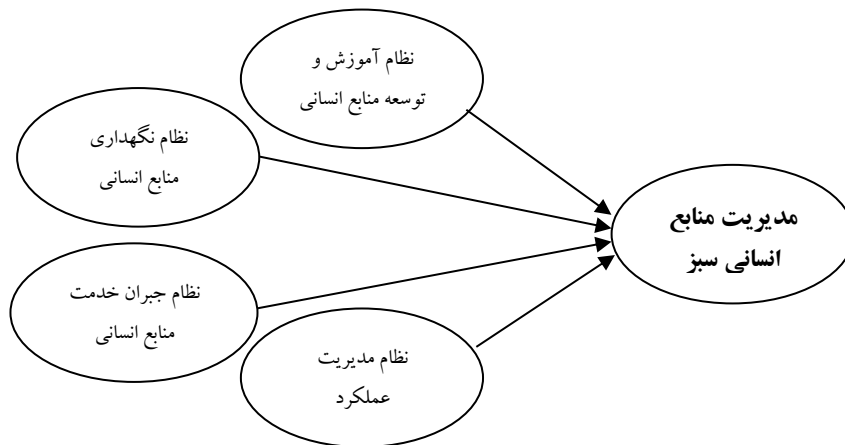 نظام آموزش و
توسعه منابع انسانی
نظام نگهداری
منابع انسانی
مدیریت منابع
انسانی سبز
نظام جبران خدمت
منابع انسانی
نظام مدیریت
عملکرد